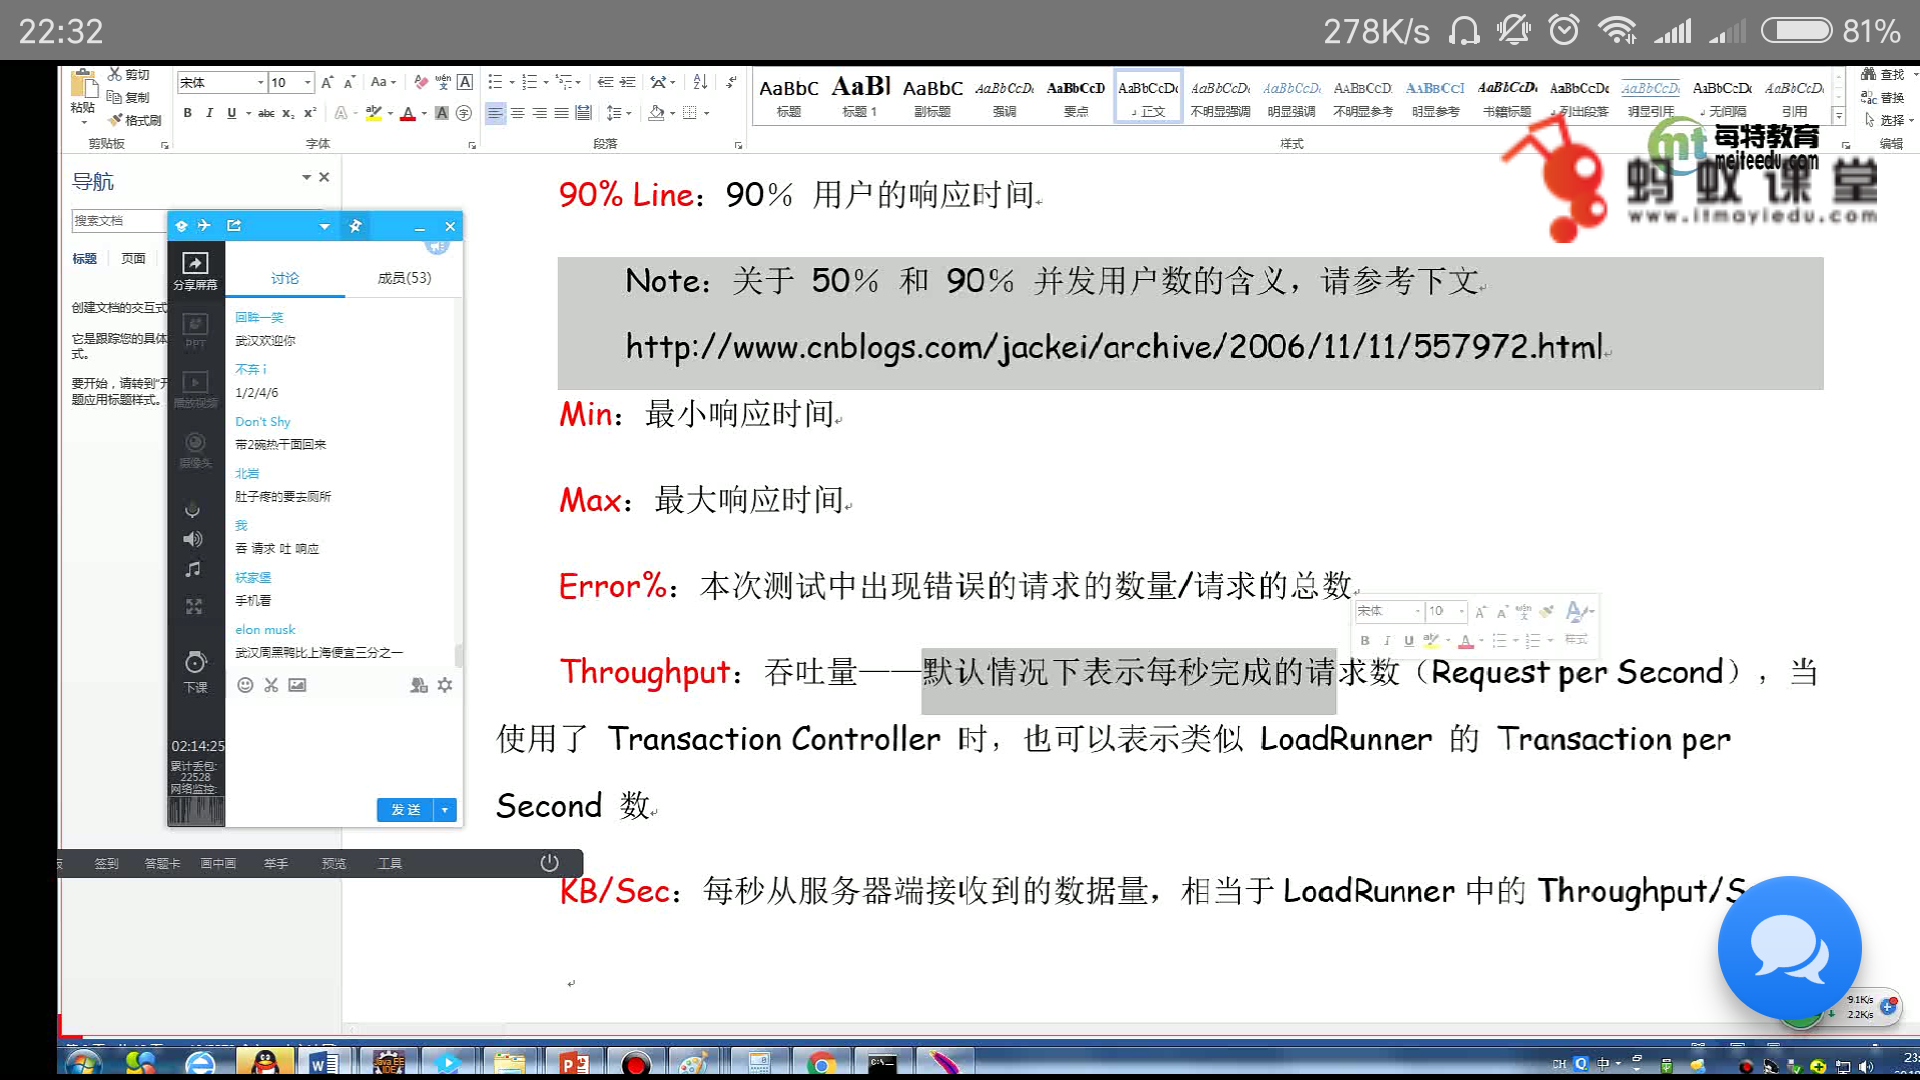 22:32
278K/s
81%
剪切
复制
格式刷
粘贴
剪贴板
宋体
10
字体
段落
AaBbC
AaBl
AaBbC
AaBbCcDc
AaBbCcD
AaBbCcDc
AaBbCcDc
AaBbCcDc
AaBbCcD
AaBbCcI
AaBbCcDc
AaBbCcDc
AaBbCcDc
AaBbCcDc
AaBbCcDc
标题
标题 1
副标题
强调
要点
正文
不明显强调
明显强调
不明显参考
明显参考
书籍标题
列出段落
明显引用
无间隔
引用
样式
查找
替换
选择
编辑
每特教育
meiteedu.com
蚂蚁课堂
www.itmayiedu.com
导航
搜索文档
标题
页面
创建文档的交互式
它是跟踪您的具体
式。
题应用标题样式。
分享屏幕
PPT
播放视频
摄像头
下课
02:14:25
累计丢包:
22528
网络监控:
讨论
成员(53)
回眸一笑
武汉欢迎你
不弃 i
1/2/4/6
Don't Shy
带2碗热干面回来
北岩
肚子疼的要去厕所
我
吞 请求 吐 响应
祆家堡
手机看
elon musk
武汉周黑鸭比上海便宜三分之一
发送
签到
答题卡
画中画
举手
预览
工具
90% Line：90% 用户的响应时间
Note：关于 50% 和 90% 并发用户数的含义，请参考下文
http://www.cnblogs.com/jackei/archive/2006/11/11/557972.html
Min：最小响应时间
Max：最大响应时间
Error%：本次测试中出现错误的请求的数量/请求的总数
宋体
10
样式
Throughput：吞吐量——默认情况下表示每秒完成的请求数（Request per Second），当
使用了 Transaction Controller 时，也可以表示类似 LoadRunner 的 Transaction per
Second 数
KB/Sec：每秒从服务器端接收到的数据量，相当于 LoadRunner 中的 Throughput/S
9.1K/s
2.2K/s
CH
中